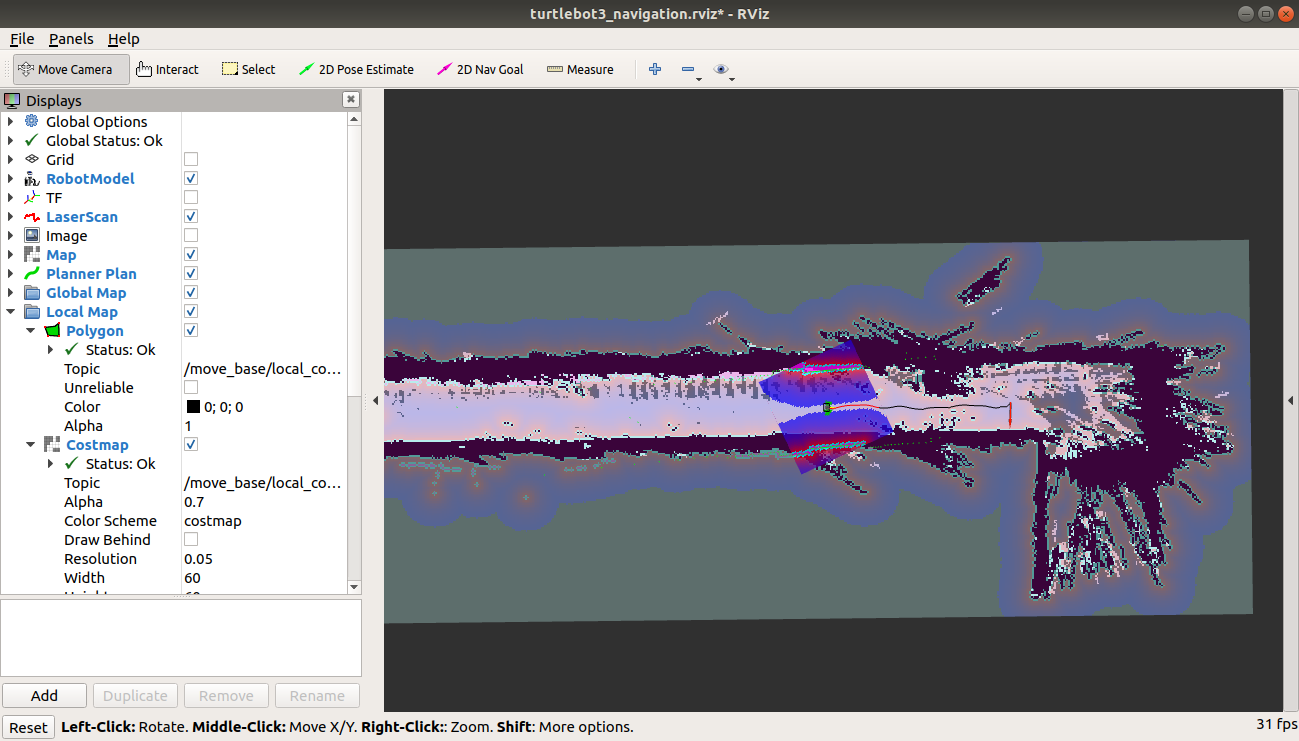 turtlebot3_navigation.rviz* - RViz
File Panels Help
Move Camera Interact Select 2D Pose Estimate 2D Nav Goal Measure
Displays
Global Options
Global Status: Ok
Grid
RobotModel
TF
LaserScan
Image
Map
Planner Plan
Global Map
Local Map
Polygon
Status: Ok
Topic /move_base/local_co...
Unreliable
Color 0; 0; 0
Alpha 1
Costmap
Status: Ok
Topic /move_base/local_co...
Alpha 0.7
Color Scheme costmap
Draw Behind
Resolution 0.05
Width 60
Add Duplicate Remove Rename
Reset Left-Click: Rotate. Middle-Click: Move X/Y. Right-Click:: Zoom. Shift: More options. 31 fps